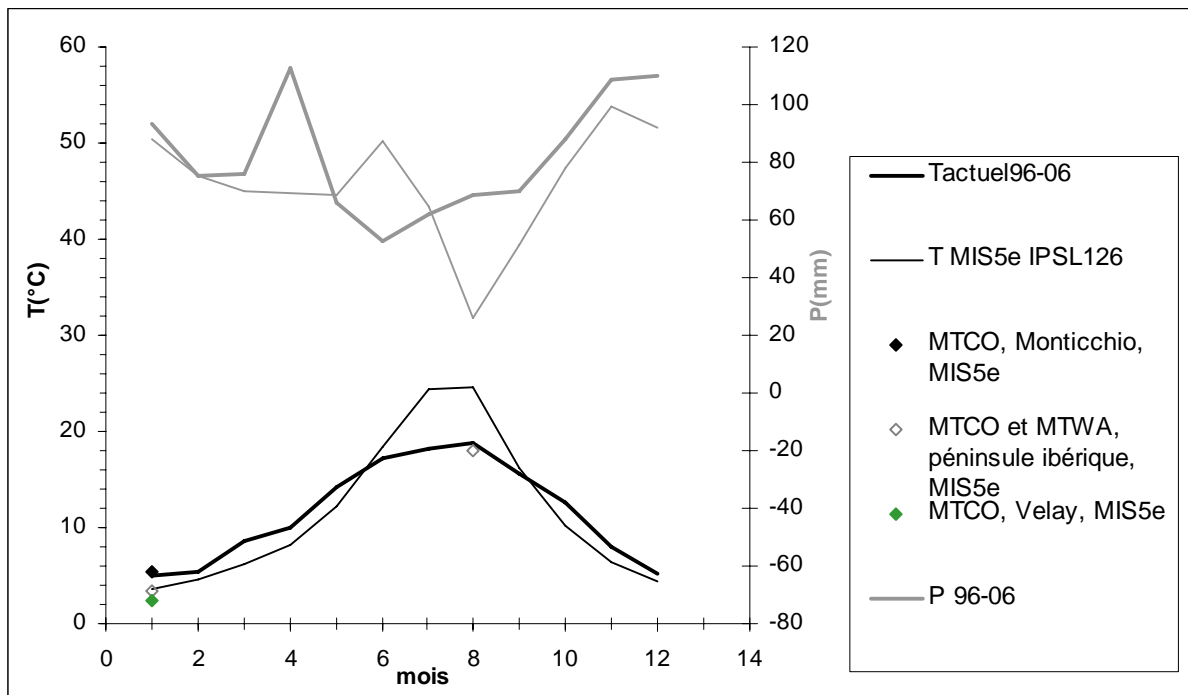 60
50
40
30
20
10
0
T(°C)
0
2
4
6
8
10
12
14
mois
120
100
80
60
40
20
0
-20
-40
-60
-80
P(mm)
Tactuel96-06
T MIS5e IPSL126
MTCO, Monticchio,
MIS5e
MTCO et MTWA,
péninsule ibérique,
MIS5e
MTCO, Velay, MIS5e
P 96-06